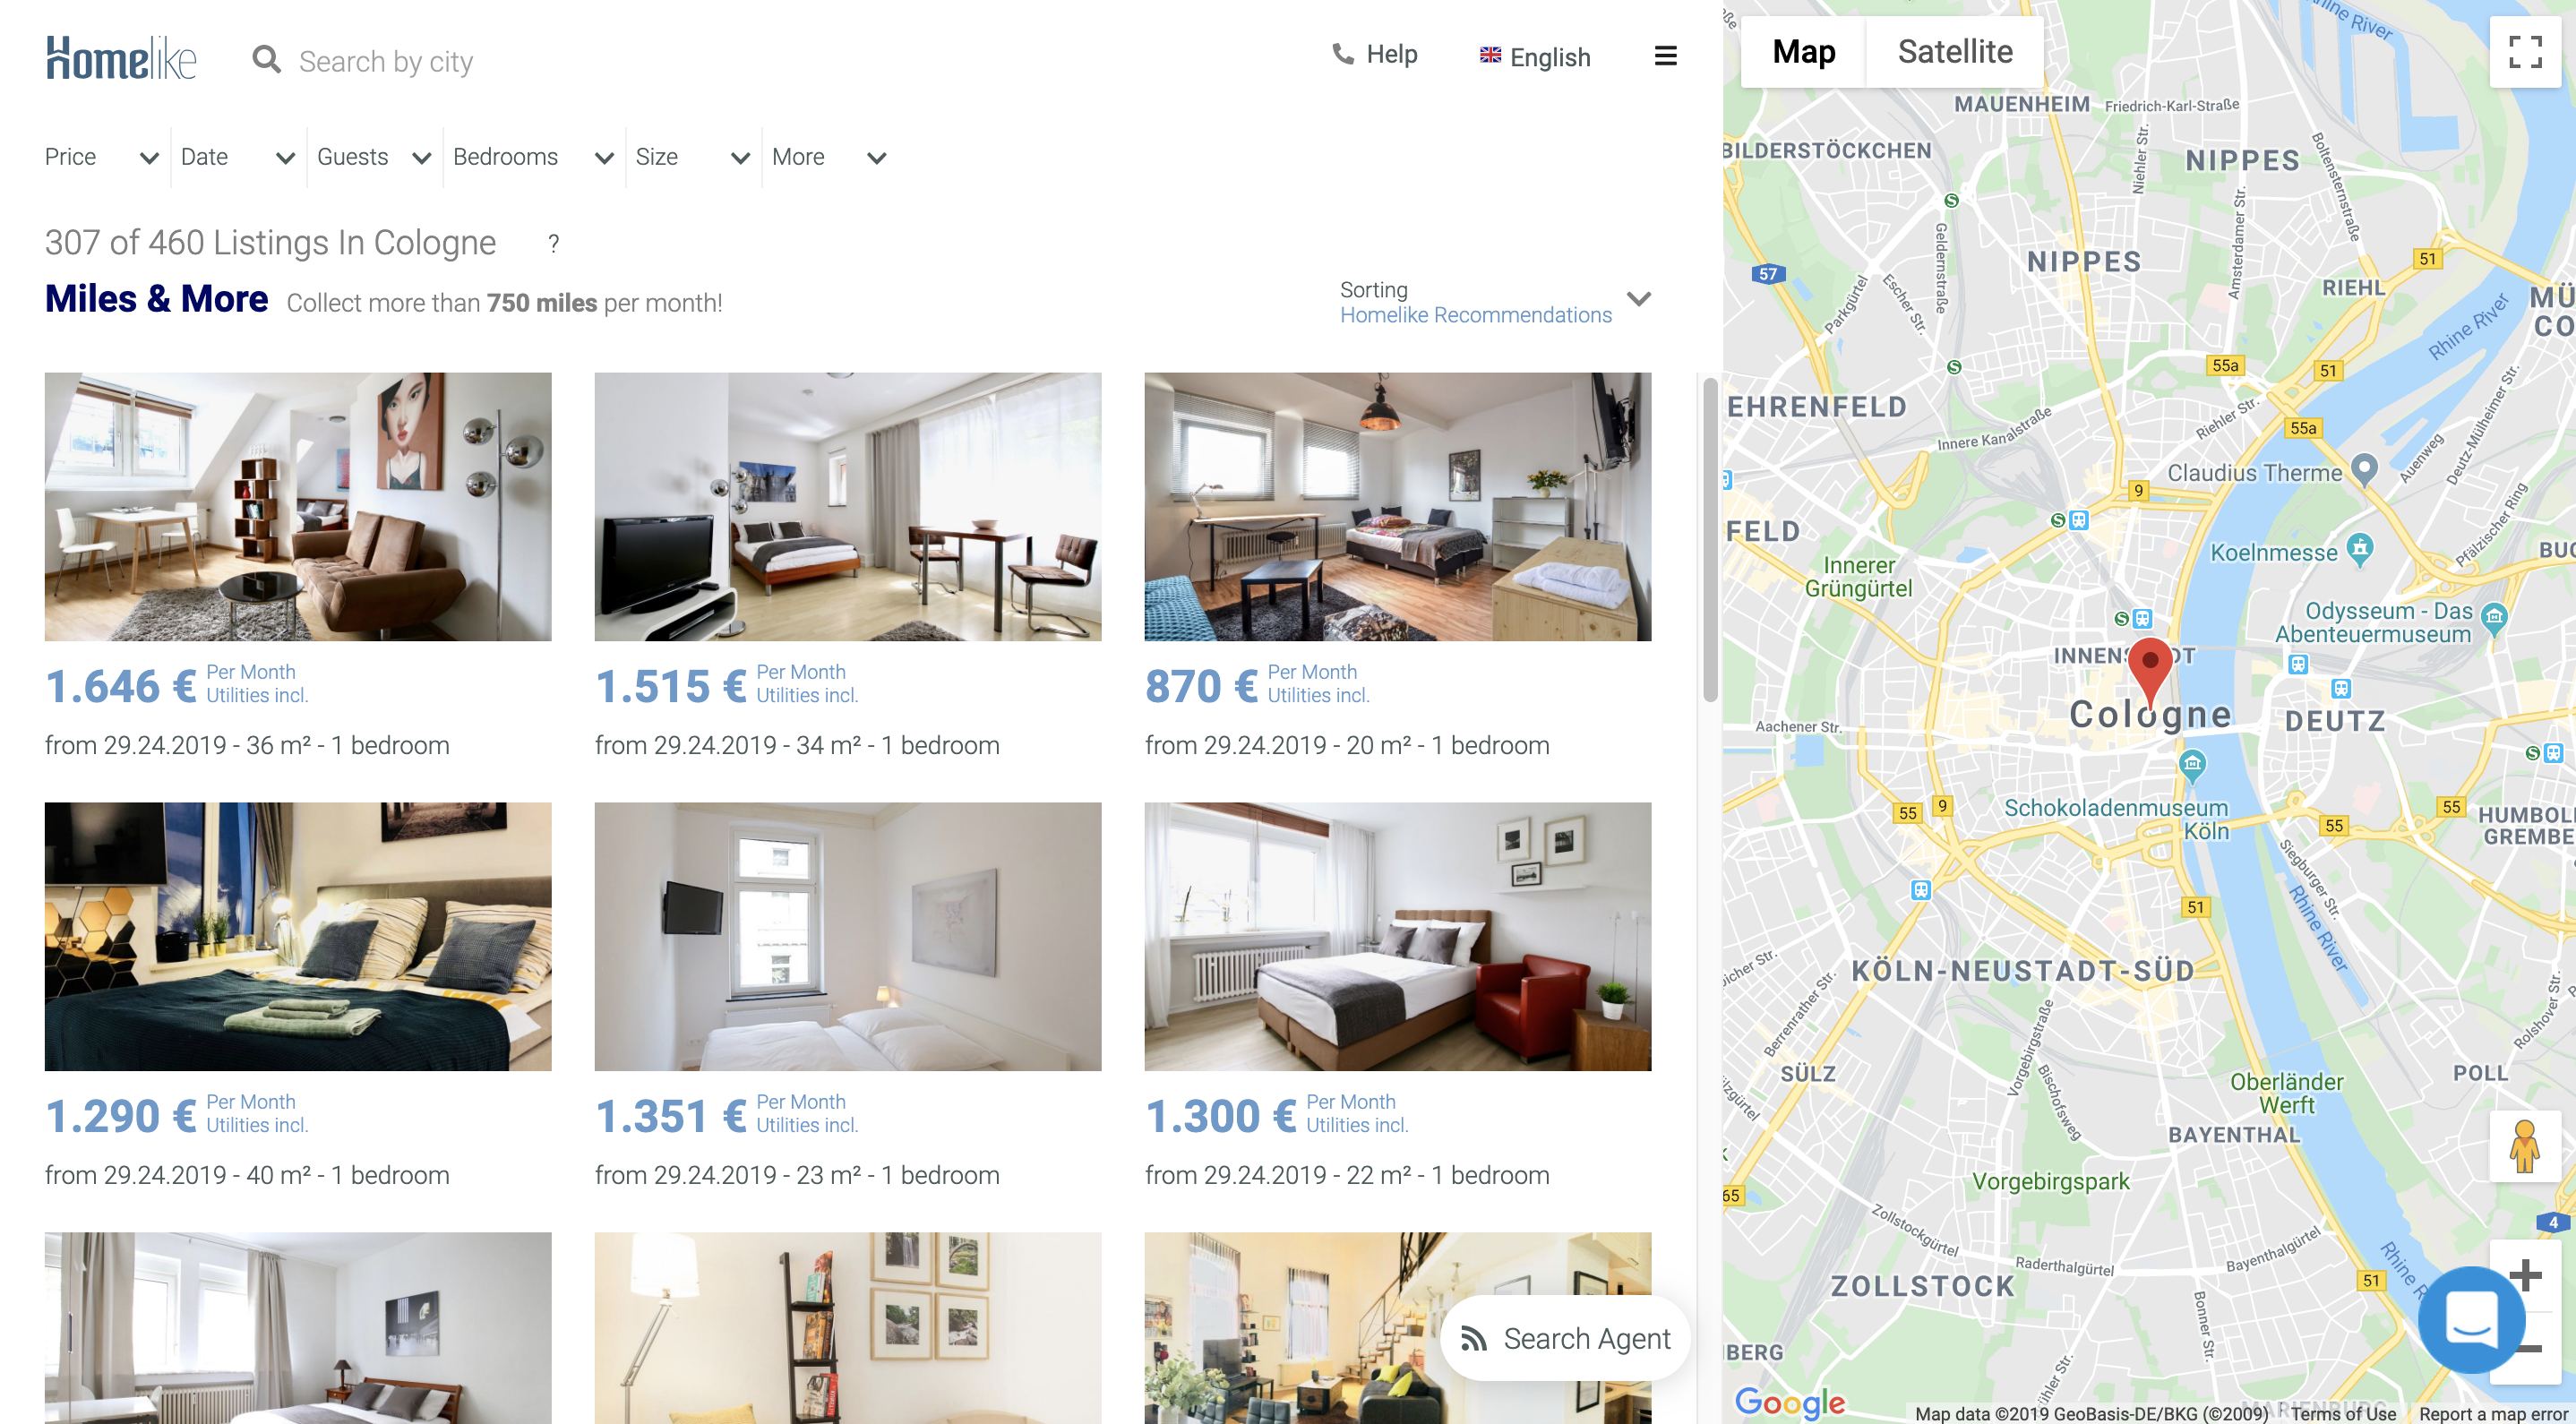 Homelike
Search by city
Help
English
Price
Date
Guests
Bedrooms
Size
More
307 of 460 Listings In Cologne
?
Miles & More Collect more than 750 miles per month!
Sorting
Homelike Recommendations
1.646 € Per Month
Utilities incl.
from 29.24.2019 - 36 m² - 1 bedroom
1.515 € Per Month
Utilities incl.
from 29.24.2019 - 34 m² - 1 bedroom
870 € Per Month
Utilities incl.
from 29.24.2019 - 20 m² - 1 bedroom
1.290 € Per Month
Utilities incl.
from 29.24.2019 - 40 m² - 1 bedroom
1.351 € Per Month
Utilities incl.
from 29.24.2019 - 23 m² - 1 bedroom
1.300 € Per Month
Utilities incl.
from 29.24.2019 - 22 m² - 1 bedroom
Search Agent
Map
Satellite
Rhine River
MAUENHEIM
Friedrich-Karl-Straße
BILDERSTÖCKCHEN
NIPPES
Niehler Str.
Boltensternstraße
Amsterdamer Str.
Geldernstraße
S
57
NIPPES
51
RIEHL
MÜ
CO
Parkgürtel
Escher Str.
Rhine River
S
55a
51
EHRENFELD
Innere Kanalstraße
Riehler Str.
55a
Auenweg
Deutz-Mülheimer Str.
Claudius Therme
9
Pfälzischer Ring
S
FELD
Koelnmesse
BUC
Innerer
Grüngürtel
Odysseum - Das
Abenteuermuseum
S
INNENS DT
Cologne
DEUTZ
Aachener Str.
S
Schokoladenmuseum
Köln
55
9
55
55
HUMBOL
GREMBE
Siegburger Str.
Rhine River
51
KÖLN-NEUSTADT-SÜD
icher Str.
Berrenrather Str.
Vorgebirgstraße
Bischofsweg
Rolshover Str.
SÜLZ
POLL
lzgürtel
Oberländer
Werft
BAYENTHAL
Vorgebirgspark
65
4
Zollstockgürtel
Raderthalgürtel
Bayenthalgürtel
Rhine R
ZOLLSTOCK
51
Bonner Str.
BERG
ühler Str.
MARIENBURG
Google
Map data ©2019 GeoBasis-DE/BKG (©2009)
Terms of Use
Report a map error